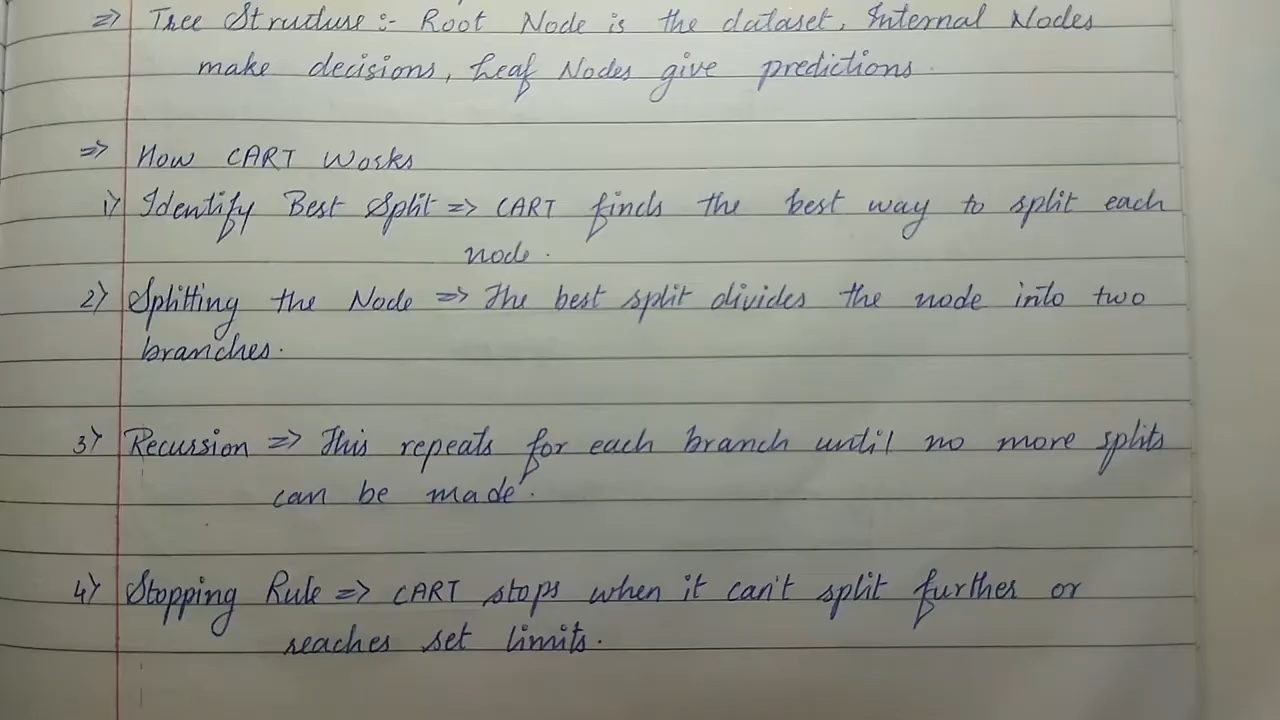 => Tree Structure :- Root Node is the dataset, Internal Nodes
make decisions, Leaf Nodes give predictions.
=> How CART Works
1) Identify Best Split => CART finds the best way to split each
node.
2) Splitting the Node => The best split divides the node into two
branches.
3) Recussion => This repeats for each branch until no more splits
can be made.
4) Stopping Rule => CART stops when it can't split further or
reaches set limits.